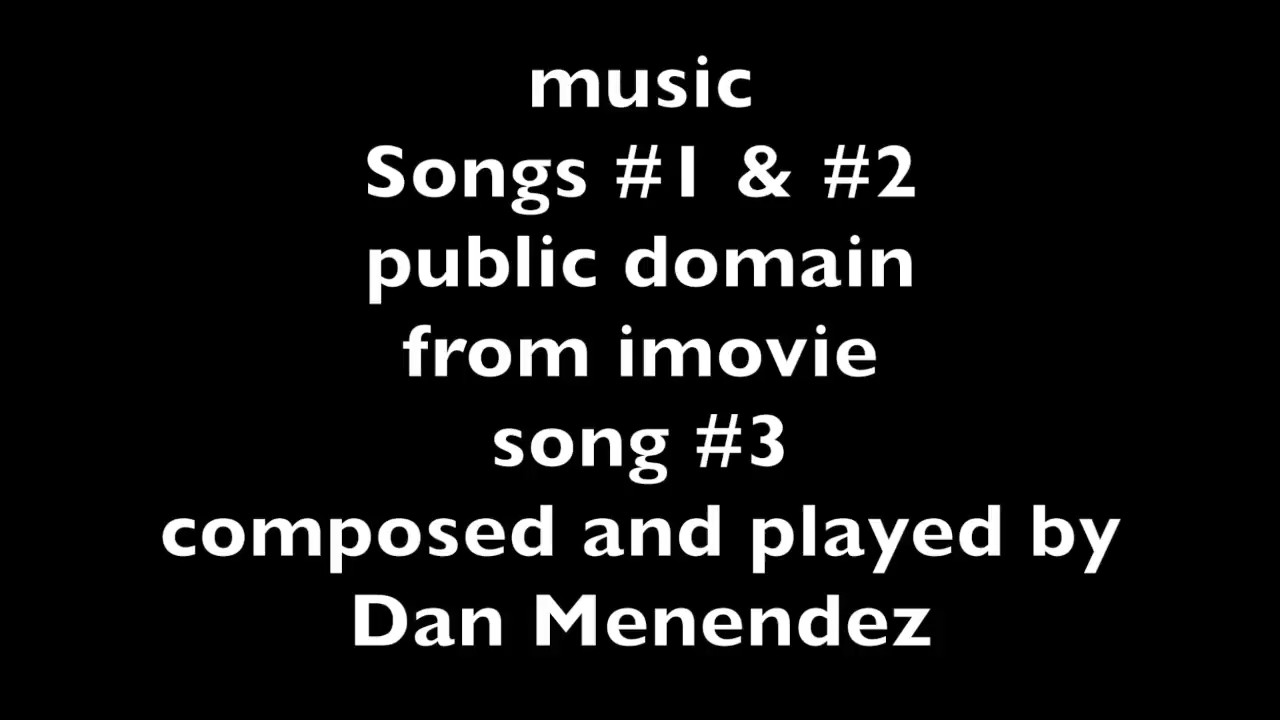 music
Songs #1 & #2
public domain
from imovie
song #3
composed and played by
Dan Menendez